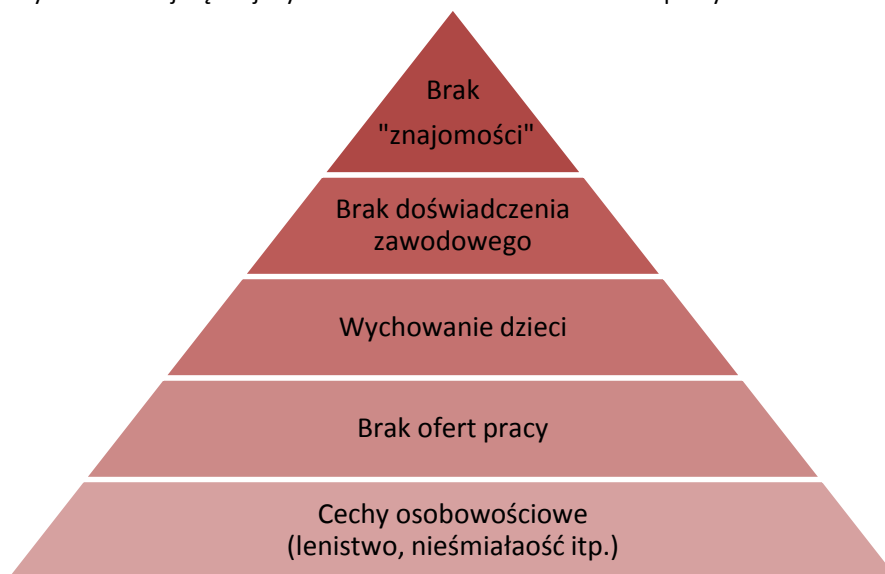 Brak
"znajomości"
Brak doświadczenia
zawodowego
Wychowanie dzieci
Brak ofert pracy
Cechy osobowościowe
(lenistwo, nieśmiałaość itp.)